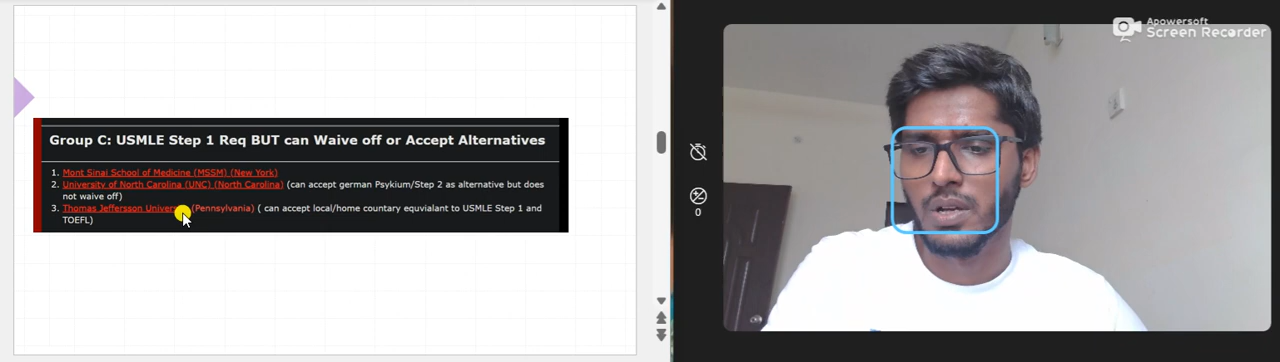 Group C: USMLE Step 1 Req BUT can Waive off or Accept Alternatives
1. Mont Sinai School of Medicine (MSSM) (New York)
2. University of North Carolina (UNC) (North Carolina) (can accept german Psykium/Step 2 as alternative but does
not waive off)
3. Thomas Jeffersson (Pennsylvania) ( can accept local/home countary equvialant to USMLE Step 1 and
TOEFL)
Apowersoft
Screen Recorder
0